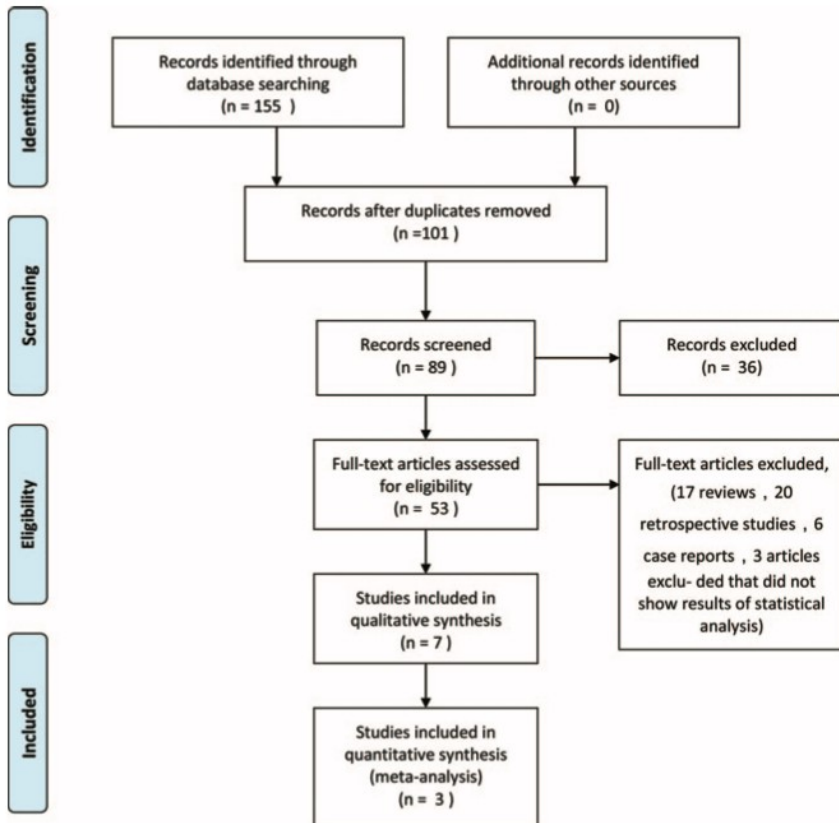 Identification
Records identified through
database searching
(n = 155 )
Additional records identified
through other sources
(n = 0)
Records after duplicates removed
(n =101 )
Screening
Records screened
(n = 89 )
Records excluded
(n = 36)
Eligibility
Full-text articles assessed
for eligibility
(n = 53 )
Full-text articles excluded,
(17 reviews , 20
retrospective studies , 6
case reports , 3 articles
exclu- ded that did not
show results of statistical
analysis)
Studies included in
qualitative synthesis
(n = 7 )
Included
Studies included in
quantitative synthesis
(meta-analysis)
(n = 3 )